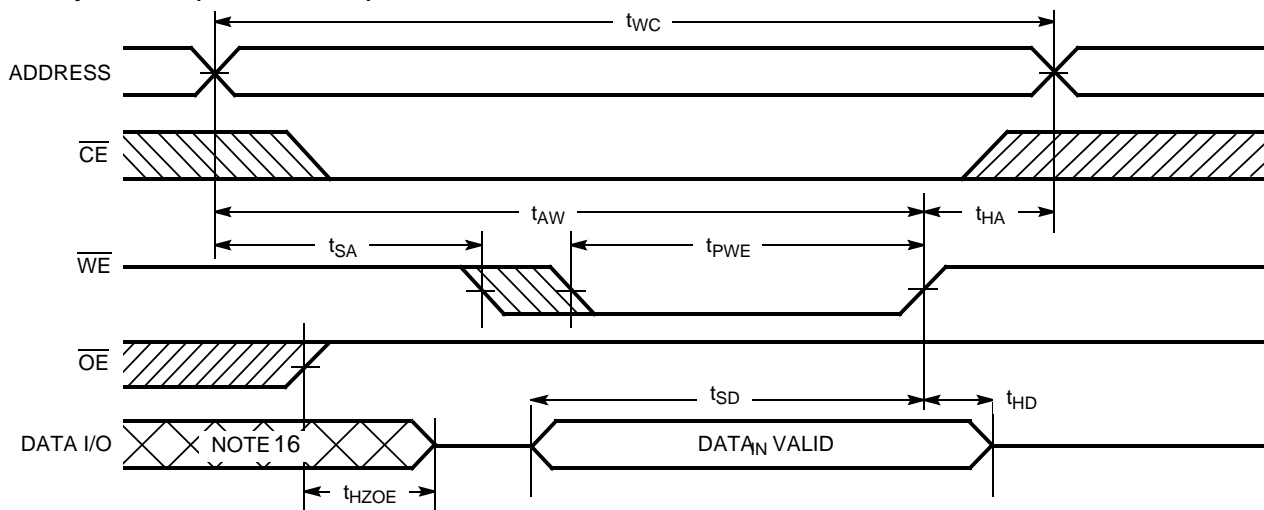 tWC
ADDRESS
CE
tAW
tHA
tSA
tPWE
WE
OE
tSD
tHD
DATA I/O
NOTE 16
DATAIN VALID
tHZOE